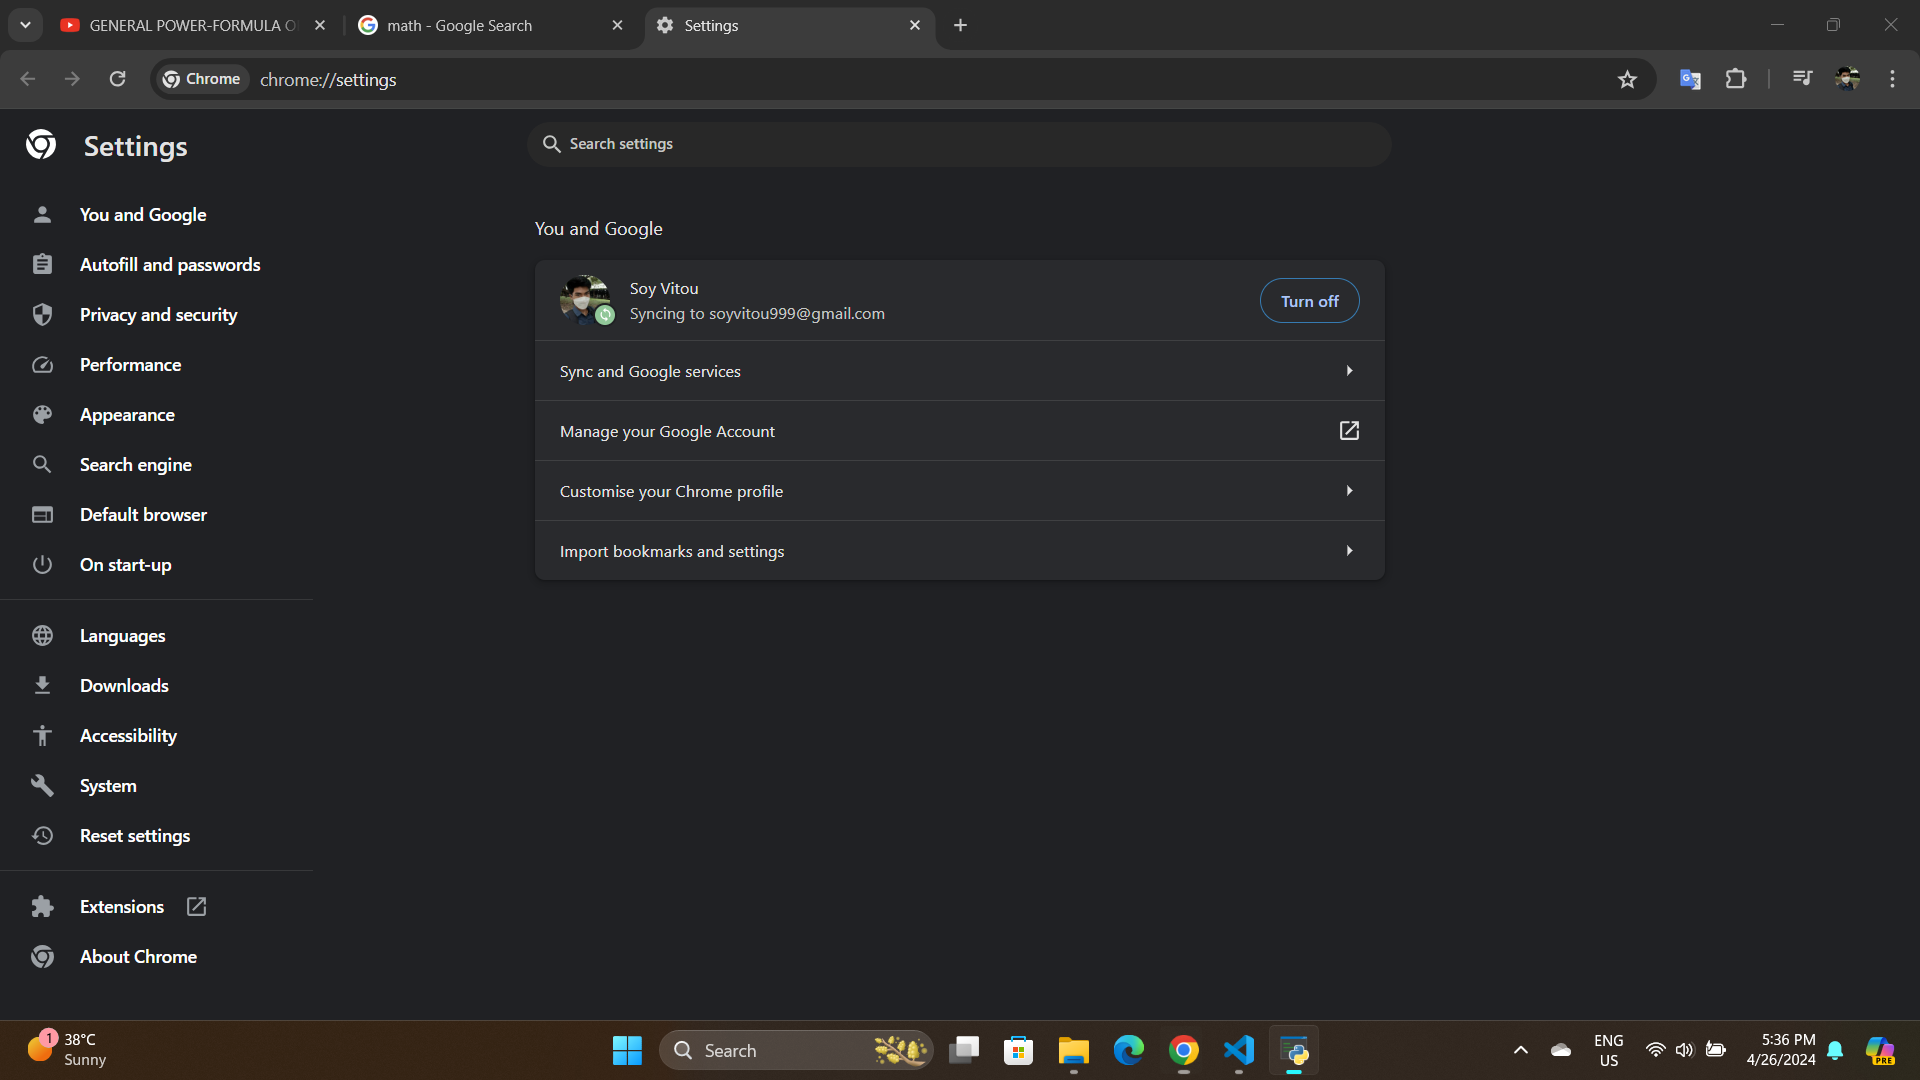 GENERAL POWER-FORMULA O
math - Google Search
Settings
Chrome
chrome://settings
Settings
Search settings
You and Google
Autofill and passwords
Privacy and security
Performance
Appearance
Search engine
Default browser
On start-up
Languages
Downloads
Accessibility
System
Reset settings
Extensions
About Chrome
You and Google
Soy Vitou
Syncing to soyvitou999@gmail.com
Turn off
Sync and Google services
Manage your Google Account
Customise your Chrome profile
Import bookmarks and settings
1
38°C
Sunny
Search
ENG
US
5:36 PM
4/26/2024
PRE